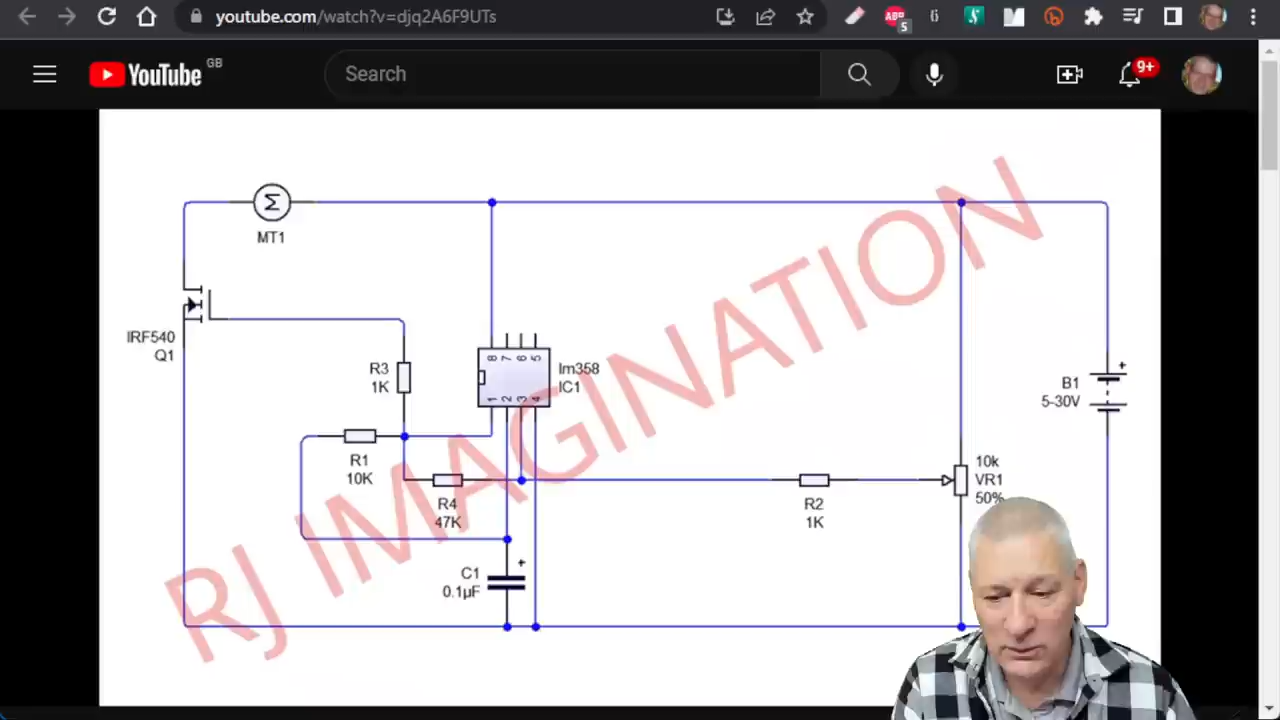 youtube.com/watch?v=djq2A6F9UTs
ABP
5
YouTube GB
Search
9+
MT1
IRF540
Q1
R3
1K
8 7 6 5
1 2 3 4
lm358
IC1
B1
5-30V
R1
10K
R4
47K
R2
1K
10k
VR1
50%
C1
0.1µF
RJ IMAGINATION